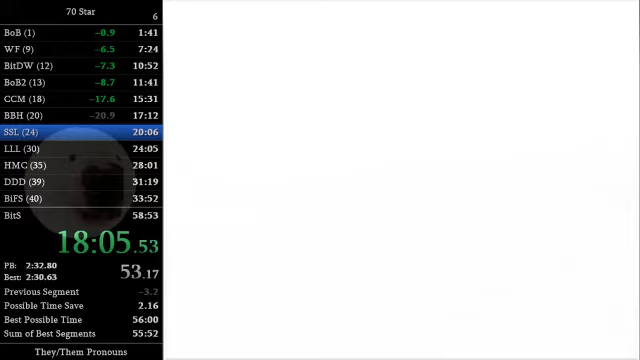 70 Star
6
BoB (1) −0.9 1:41
WF (9) −6.5 7:24
BitDW (12) −7.3 10:52
BoB2 (13) −8.7 11:41
CCM (18) −17.6 15:31
BBH (20) −20.9 17:12
SSL (24) 20:06
LLL (30) 24:05
HMC (35) 28:01
DDD (39) 31:19
BiFS (40) 33:52
BitS 58:53
18:05.53
PB: 2:32.80
Best: 2:30.63
53.17
Previous Segment −3.2
Possible Time Save 2.16
Best Possible Time 56:00
Sum of Best Segments 55:52
They/Them Pronouns